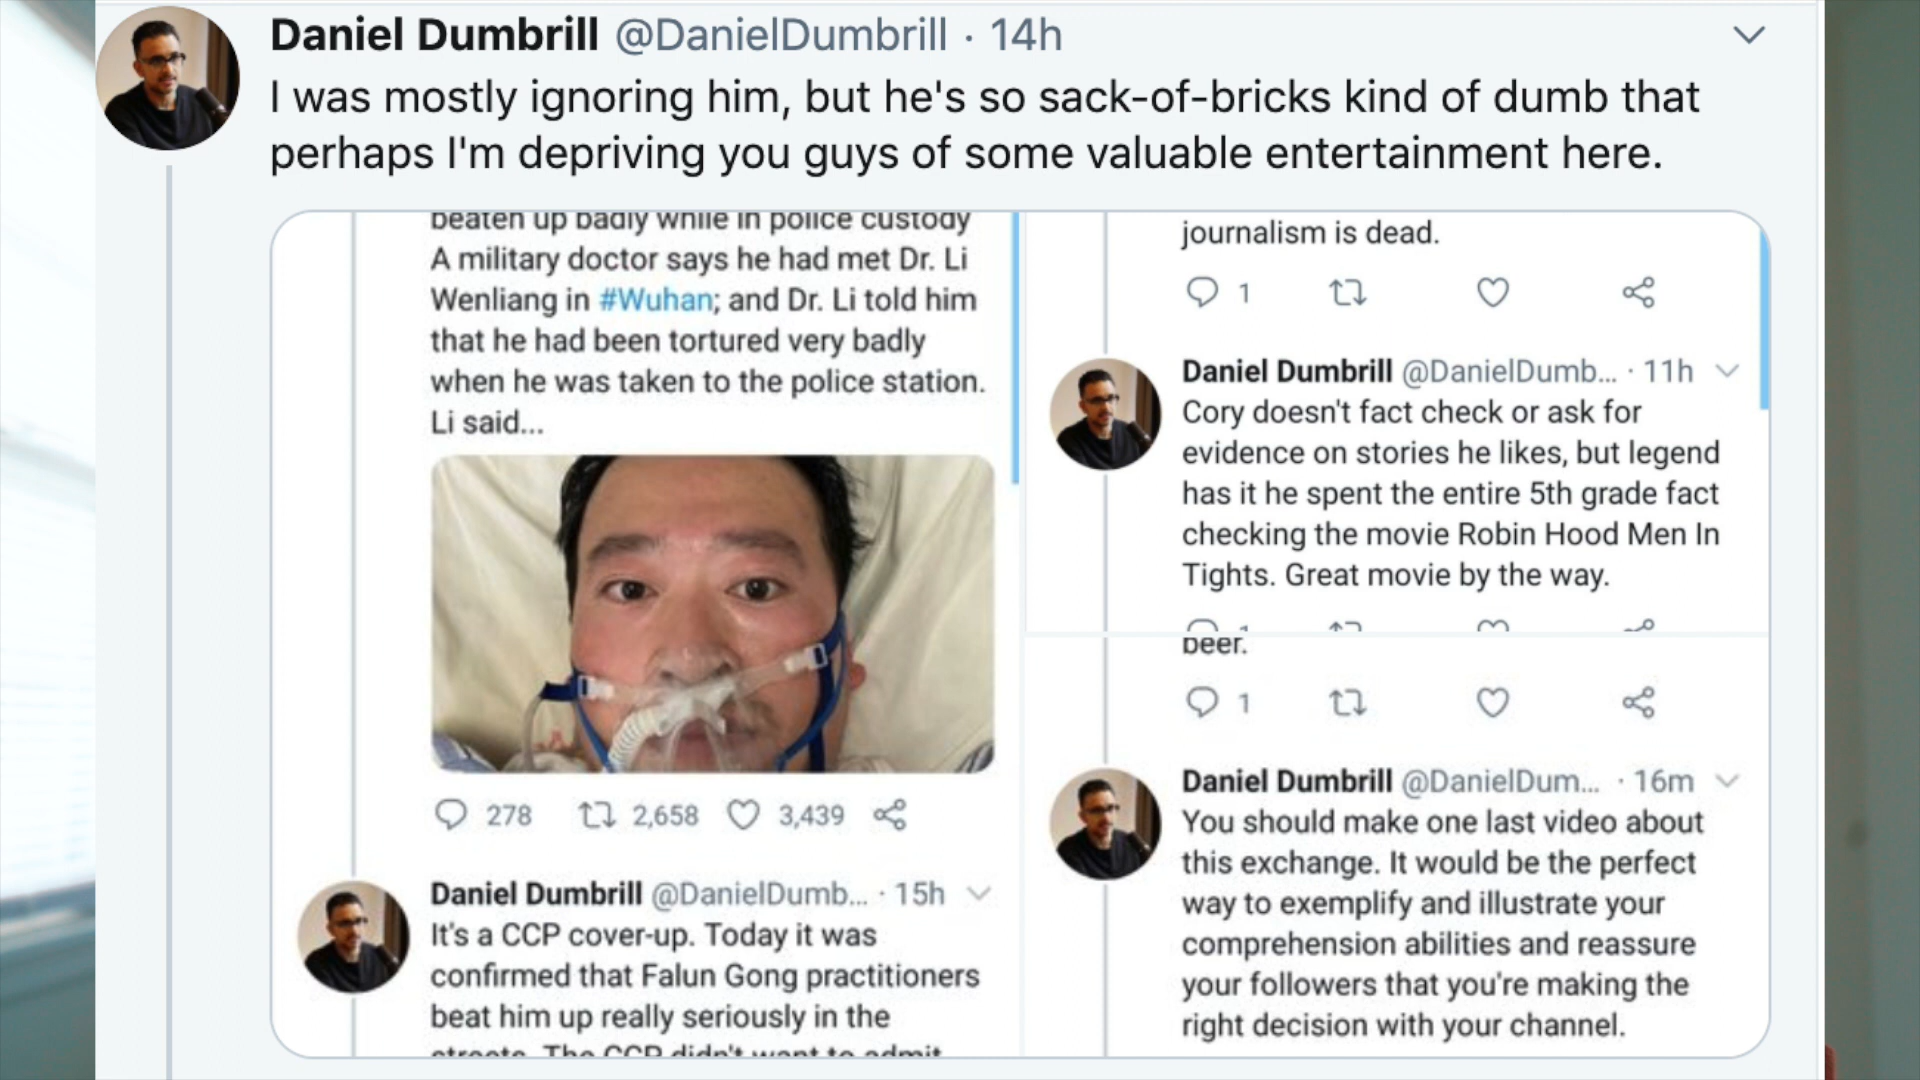 Daniel Dumbrill @DanielDumbrill · 14h
I was mostly ignoring him, but he's so sack-of-bricks kind of dumb that
perhaps I'm depriving you guys of some valuable entertainment here.
beaten up badly while in police custody
A military doctor says he had met Dr. Li
Wenliang in #Wuhan; and Dr. Li told him
that he had been tortured very badly
when he was taken to the police station.
Li said...
278 2,658 3,439
Daniel Dumbrill @DanielDumb... · 15h
It's a CCP cover-up. Today it was
confirmed that Falun Gong practitioners
beat him up really seriously in the
streets. The CCP didn't want to admit
journalism is dead.
1
Daniel Dumbrill @DanielDumb... · 11h
Cory doesn't fact check or ask for
evidence on stories he likes, but legend
has it he spent the entire 5th grade fact
checking the movie Robin Hood Men In
Tights. Great movie by the way.
1
beer.
1
Daniel Dumbrill @DanielDum... · 16m
You should make one last video about
this exchange. It would be the perfect
way to exemplify and illustrate your
comprehension abilities and reassure
your followers that you're making the
right decision with your channel.